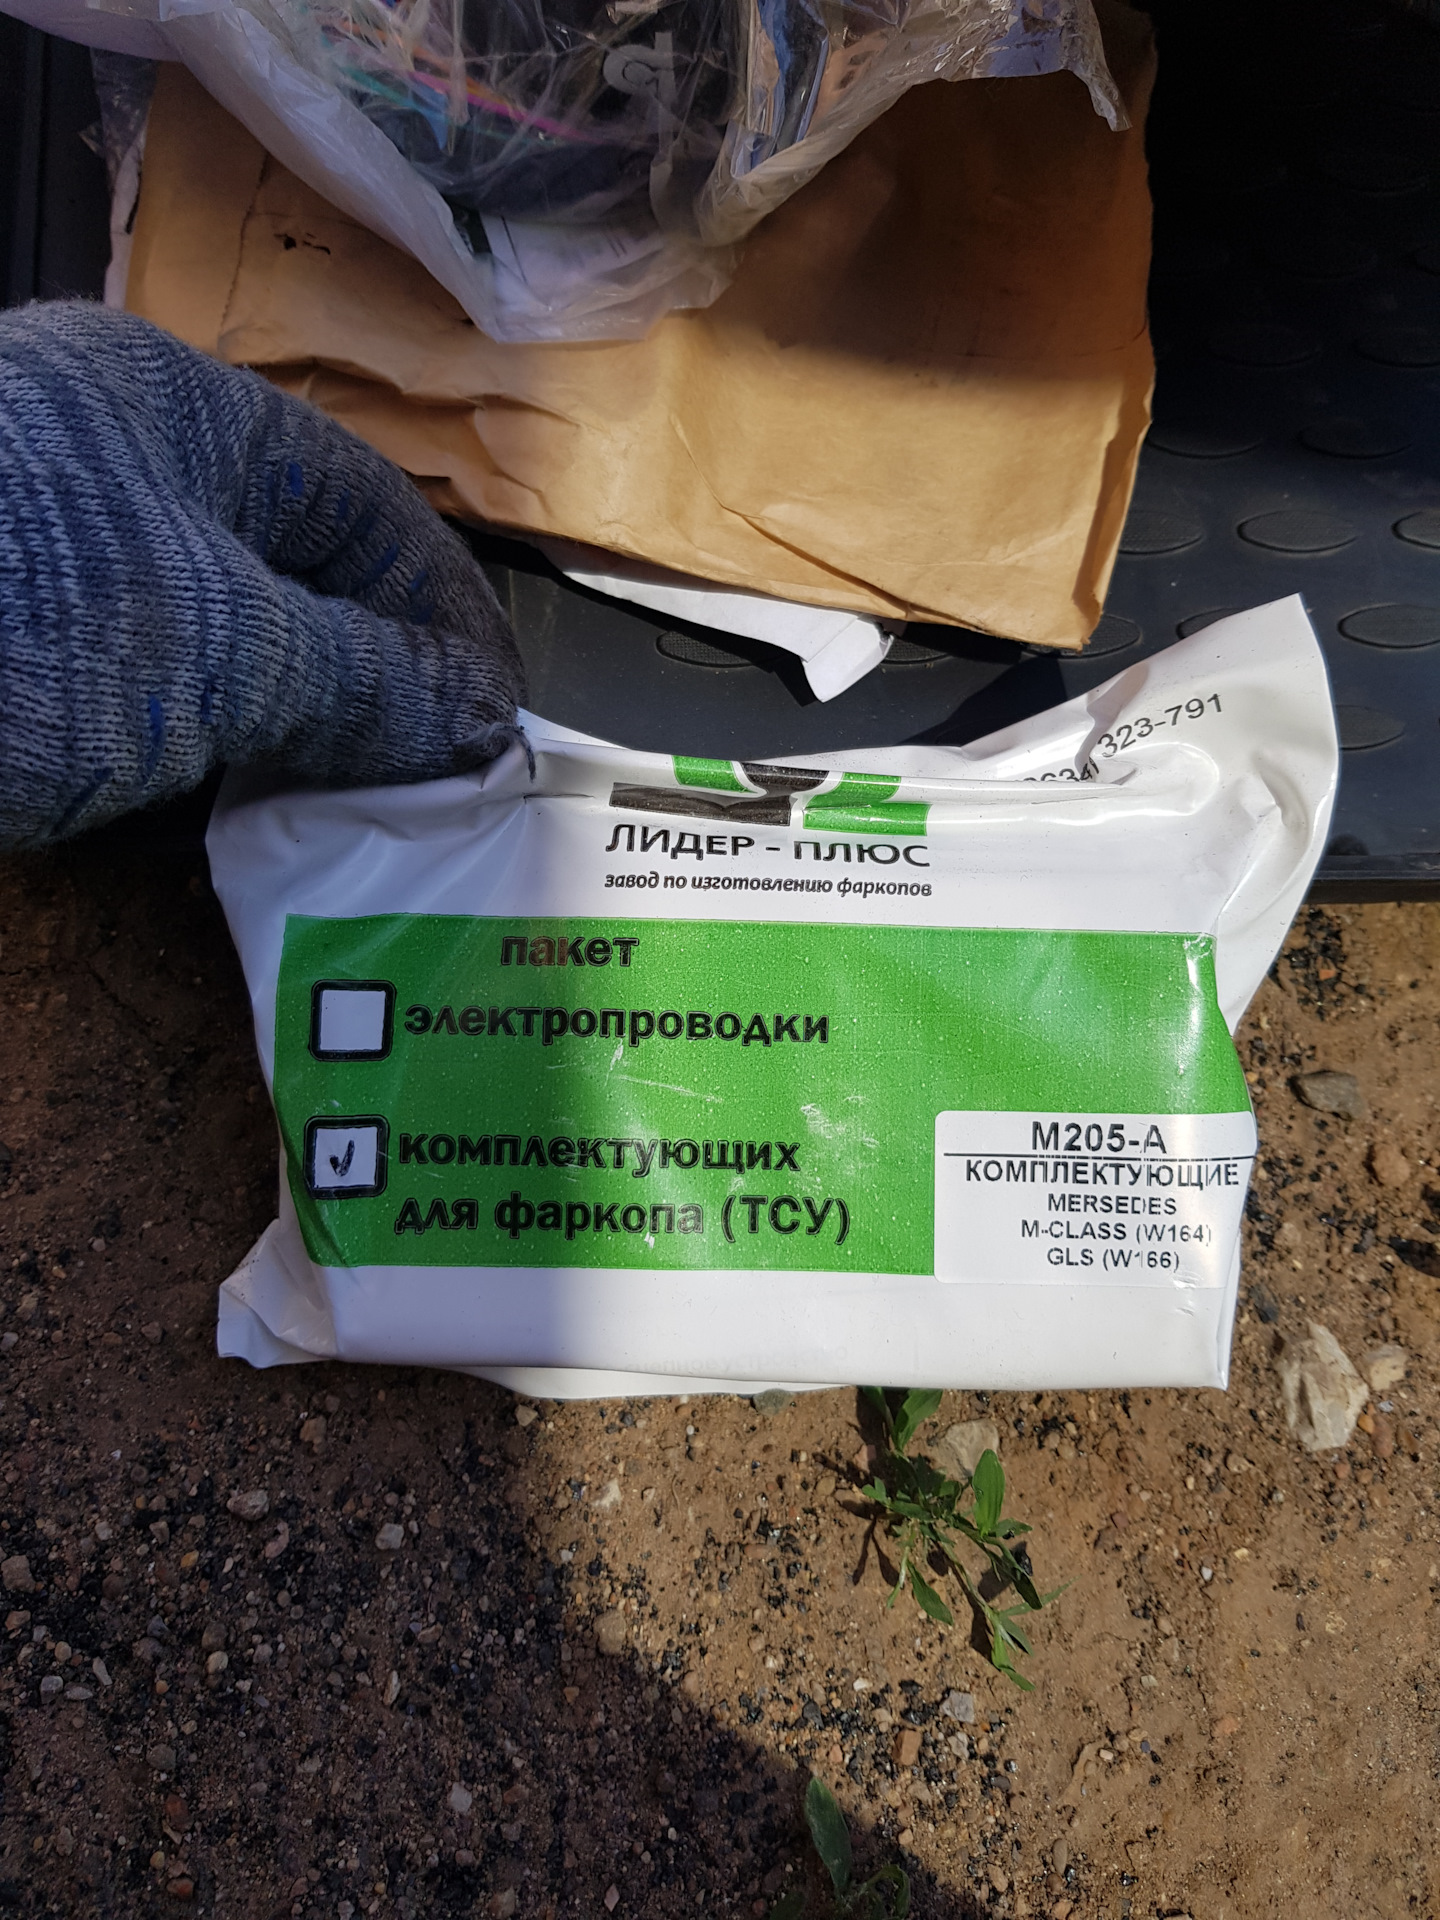 323-791
ЛИДЕР - ПЛЮС
завод по изготовлению фаркопов
пакет
электропроводки
комплектующих
для фаркопа (ТСУ)
M205-A
КОМПЛЕКТУЮЩИЕ
MERSEDES
M-CLASS (W164)
GLS (W166)